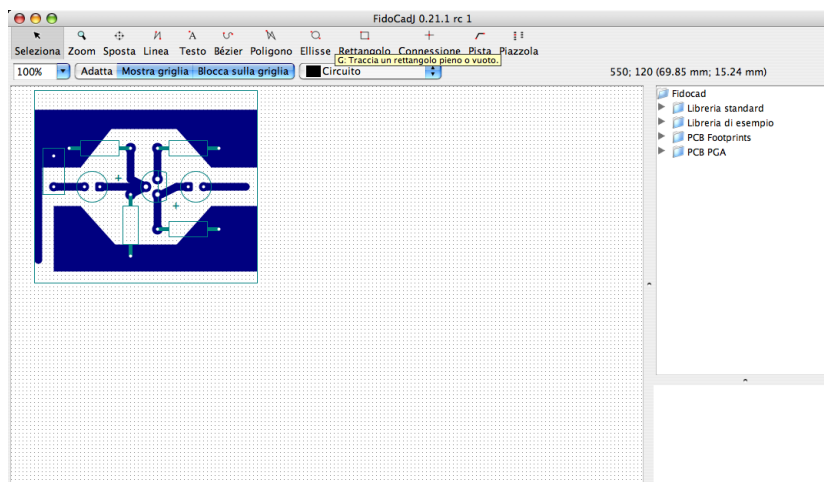 FidoCadJ 0.21.1 rc 1
Seleziona Zoom Sposta Linea Testo Bézier Poligono Ellisse Rettangolo Connessione Pista Piazzola
G: Traccia un rettangolo pieno o vuoto.
100% Adatta Mostra griglia Blocca sulla griglia Circuito 550; 120 (69.85 mm; 15.24 mm)
Fidocad
Libreria standard
Libreria di esempio
PCB Footprints
PCB PGA